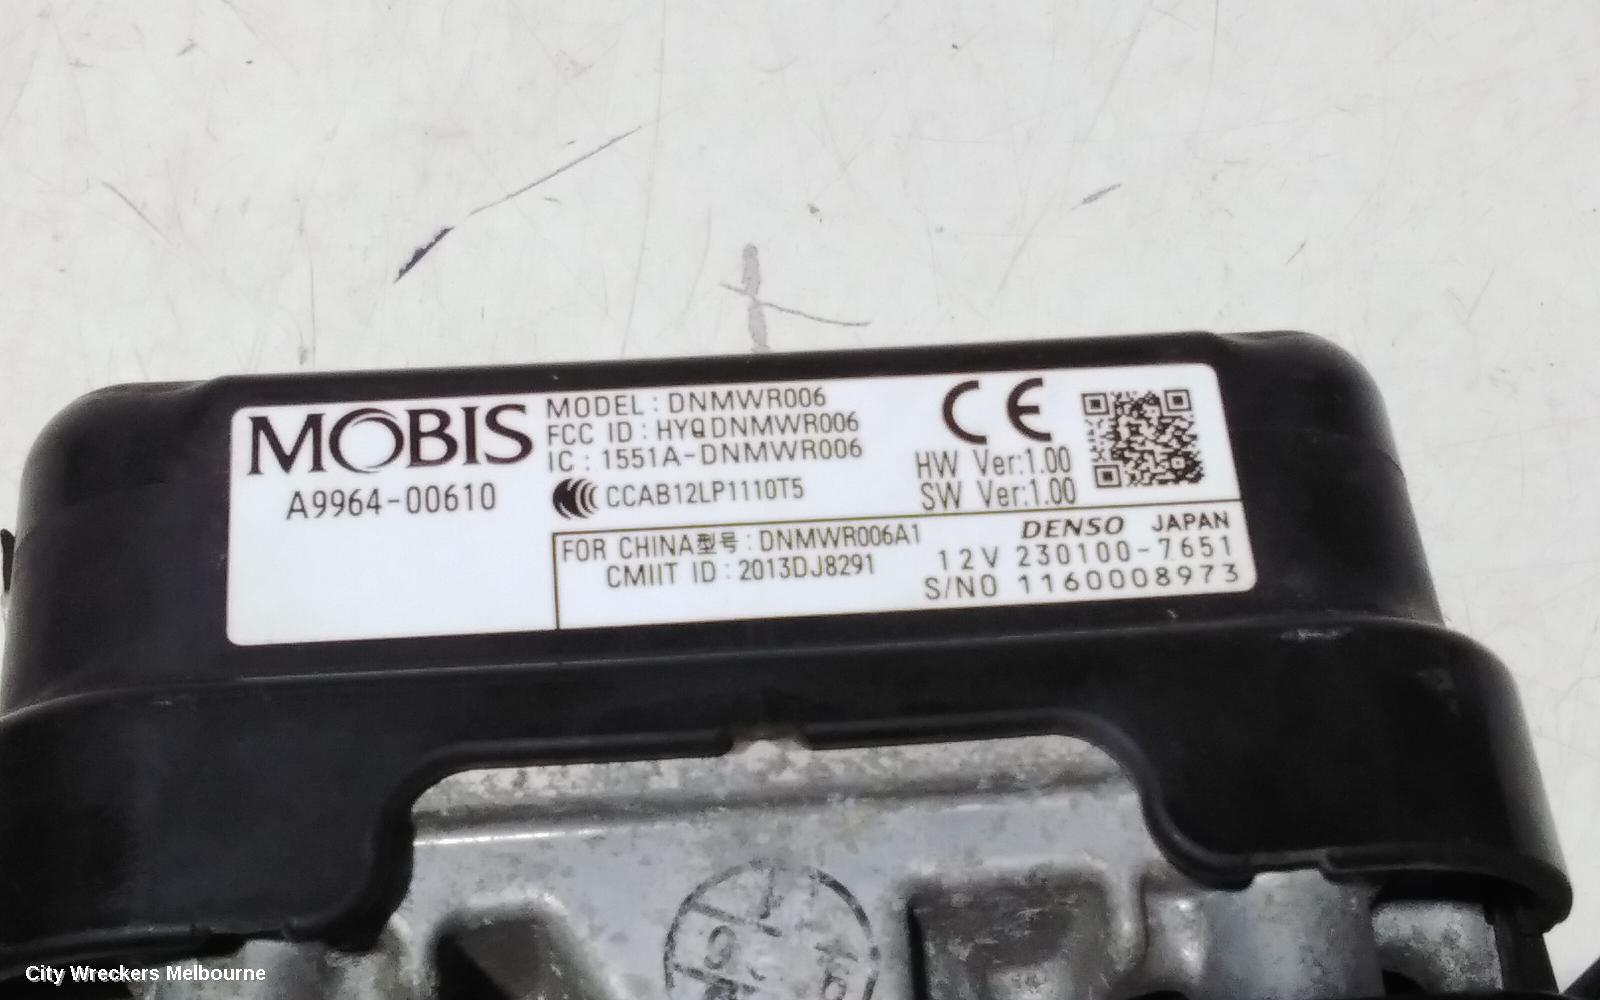 MOBIS
A9964-00610
MODEL : DNMWR006
FCC ID : HYQDNMWR006
IC : 1551A-DNMWR006
CCAB12LP1110T5
CE
HW Ver:1.00
SW Ver:1.00
FOR CHINA型号 : DNMWR006A1
CMIIT ID : 2013DJ8291
DENSO JAPAN
12V 230100-7651
S/NO 1160008973
City Wreckers Melbourne